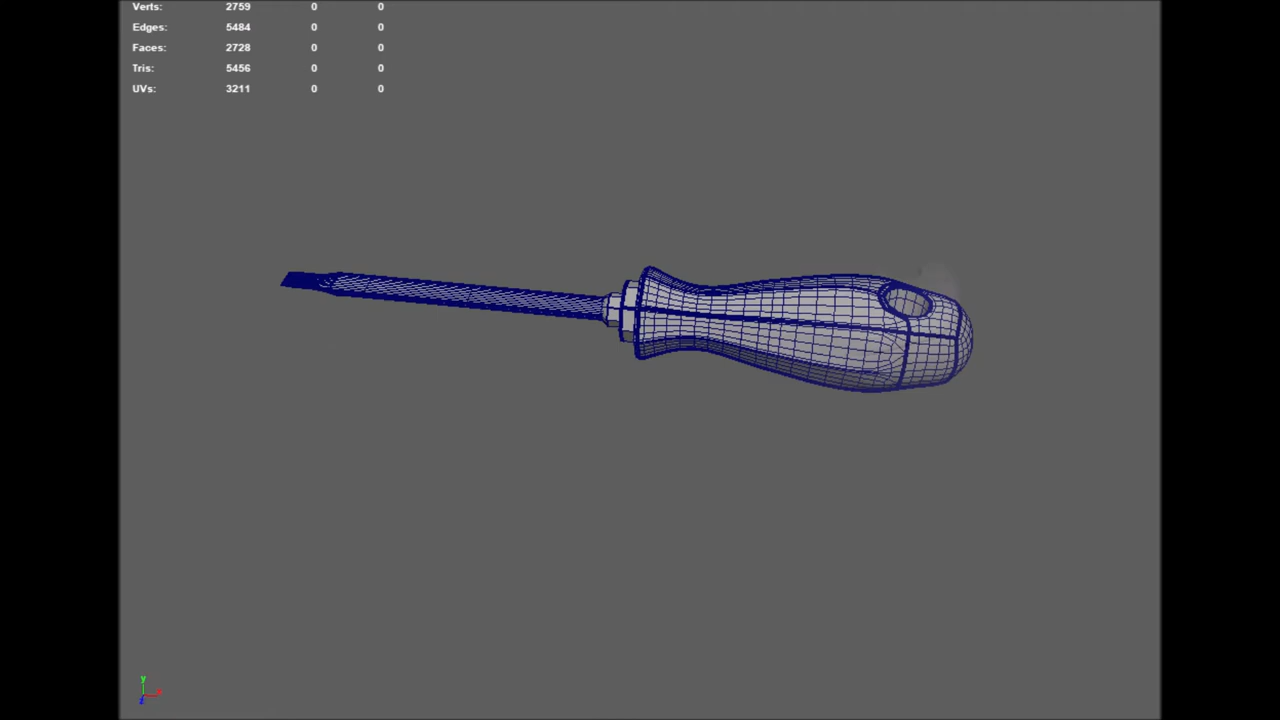 Verts: 2759 0 0
Edges: 5484 0 0
Faces: 2728 0 0
Tris: 5456 0 0
UVs: 3211 0 0
y
z